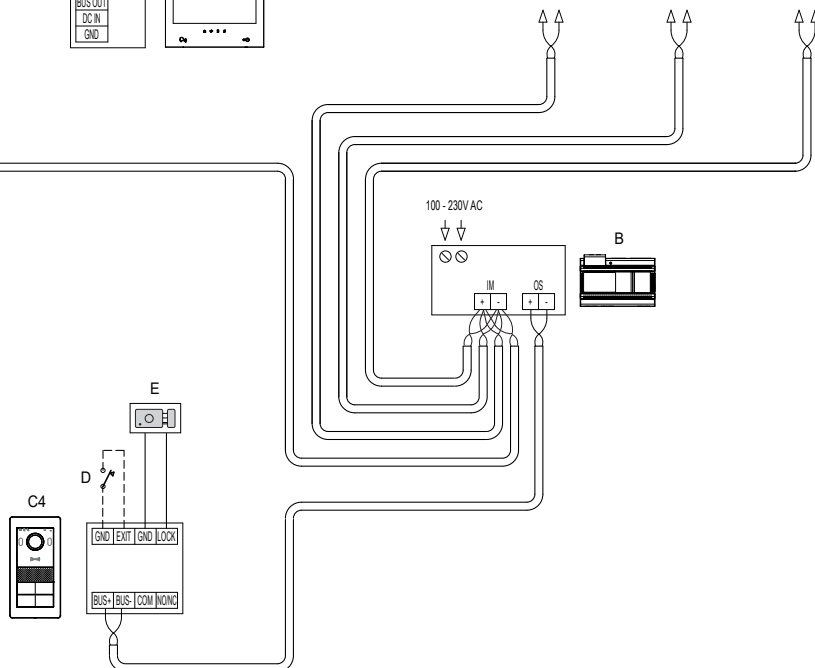 BUS OUT
DC IN
GND
100 - 230V AC
B
IM
OS
+ -
+ -
E
D
C4
GND EXIT GND LOCK
BUS+ BUS- COM NO/NC